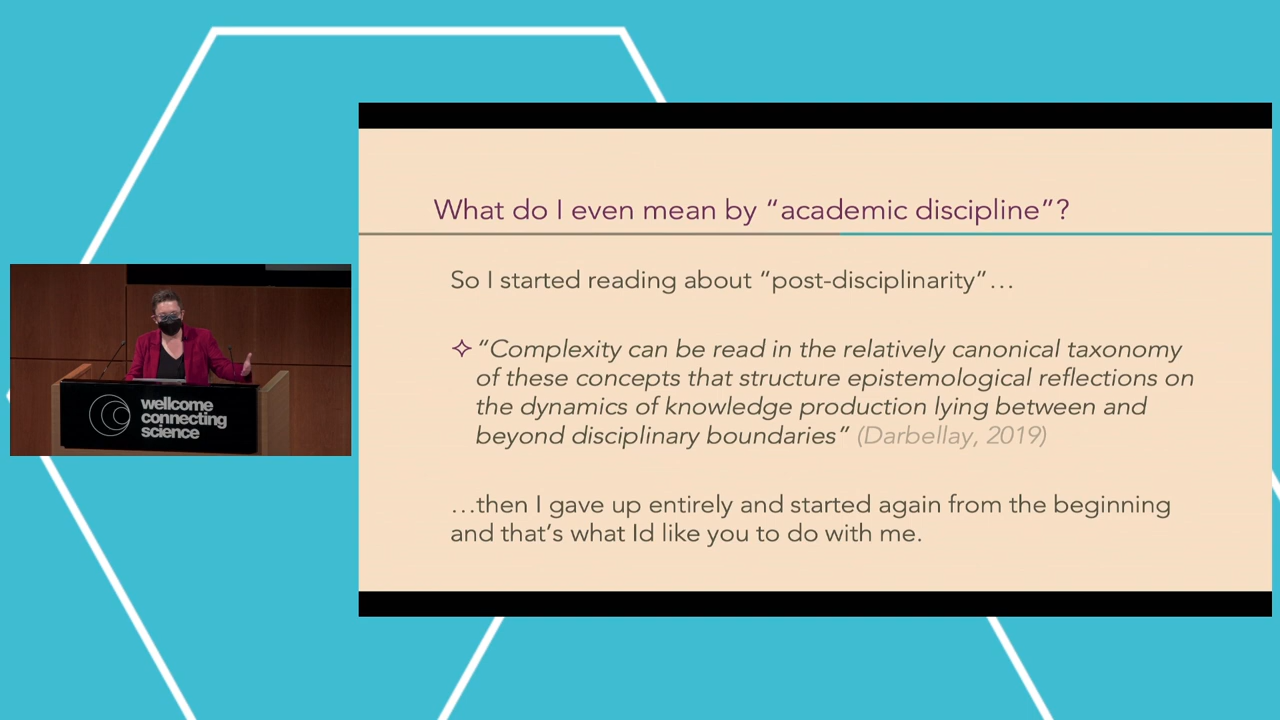 What do I even mean by “academic discipline”?
So I started reading about “post-disciplinarity”…
“Complexity can be read in the relatively canonical taxonomy
of these concepts that structure epistemological reflections on
the dynamics of knowledge production lying between and
beyond disciplinary boundaries” (Darbellay, 2019)
…then I gave up entirely and started again from the beginning
and that’s what Id like you to do with me.
wellcome
connecting
science